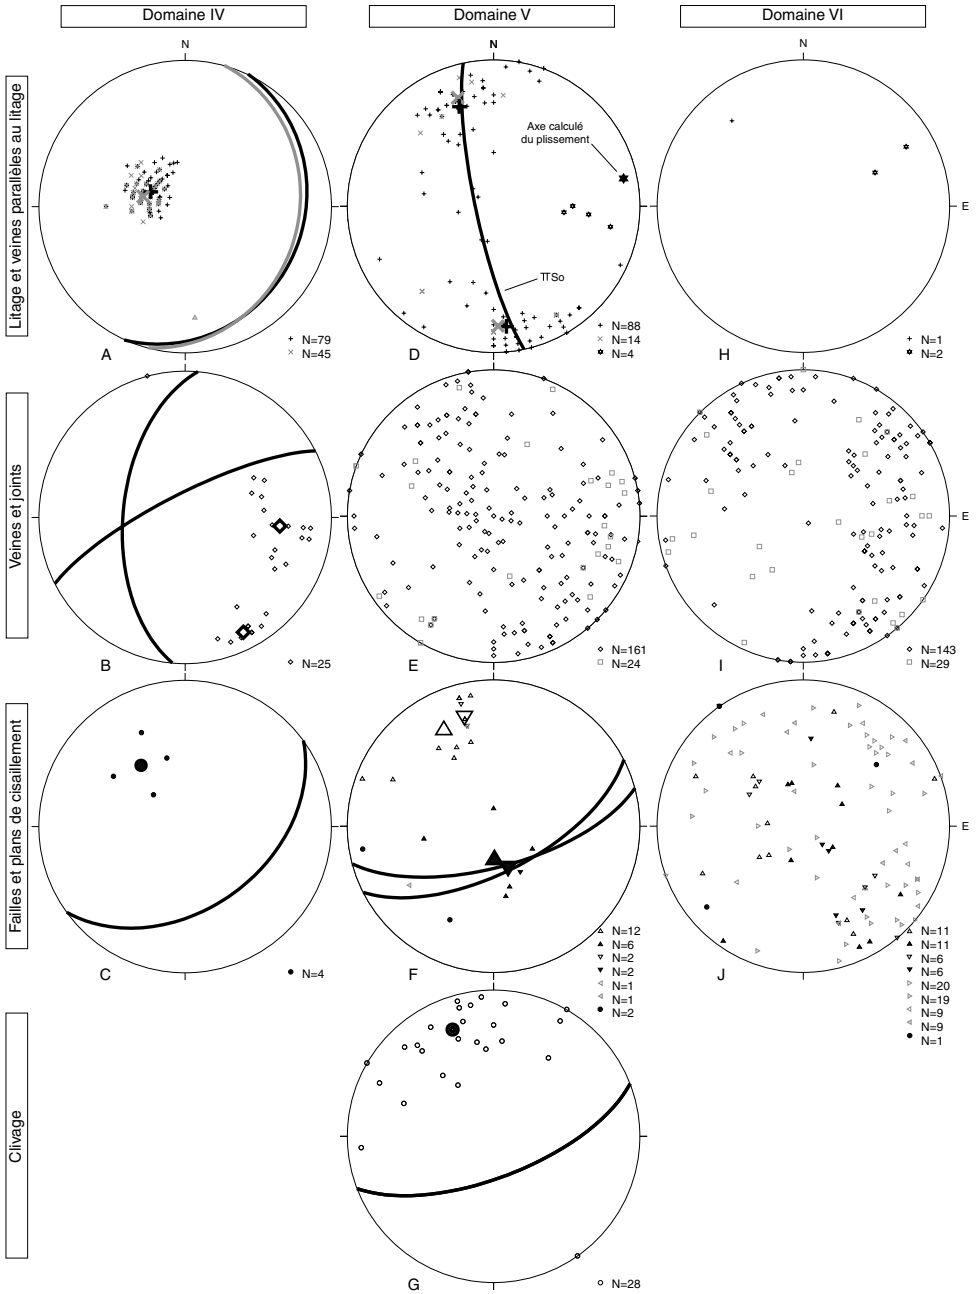 Domaine IV
Domaine V
Domaine VI
Litage et veines parallèles au litage
N
A
N=79
N=45
N
Axe calculé
du plissement
TTSo
D
N=88
N=14
N=4
N
E
H
N=1
N=2
Veines et joints
B
N=25
E
N=161
N=24
E
I
N=143
N=29
Failles et plans de cisaillement
C
N=4
F
N=12
N=6
N=2
N=2
N=1
N=1
N=2
E
J
N=11
N=11
N=6
N=6
N=20
N=19
N=9
N=9
N=1
Clivage
G
N=28